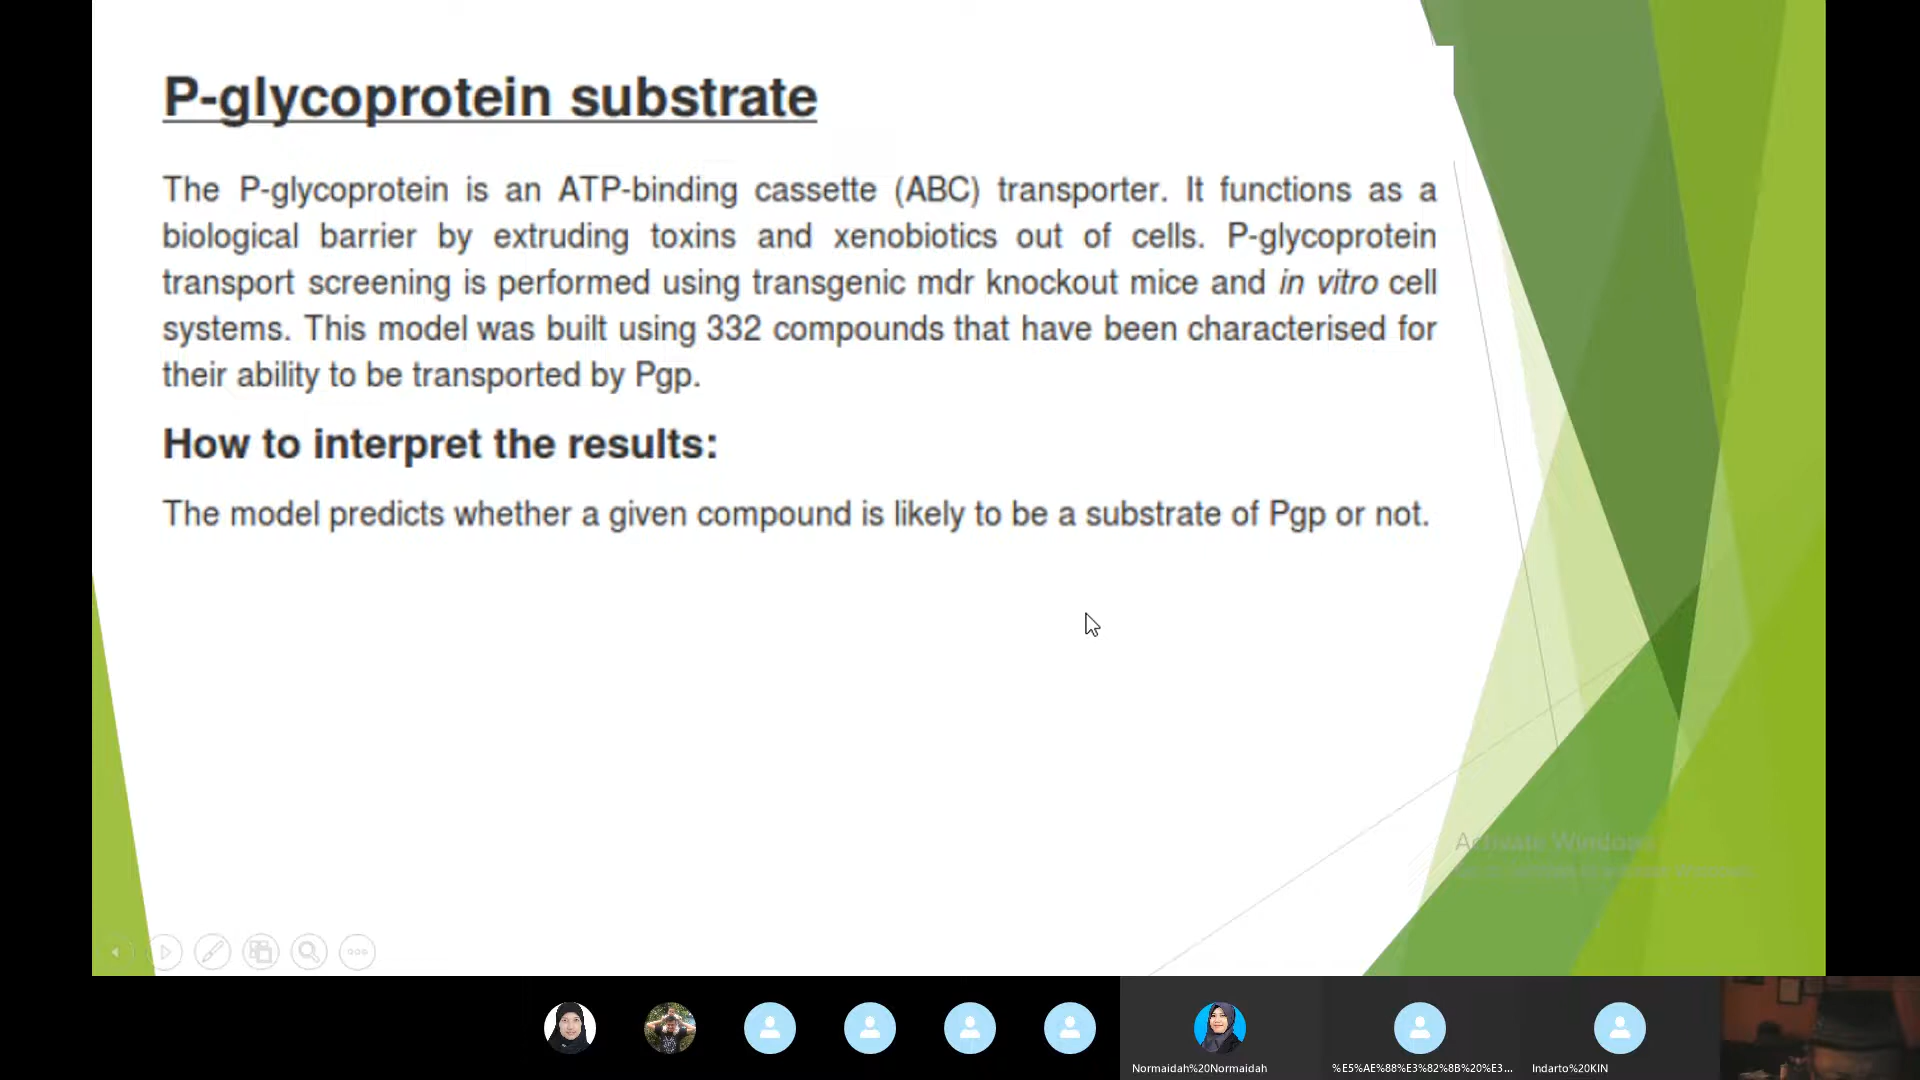 P-glycoprotein substrate
The P-glycoprotein is an ATP-binding cassette (ABC) transporter. It functions as a
biological barrier by extruding toxins and xenobiotics out of cells. P-glycoprotein
transport screening is performed using transgenic mdr knockout mice and in vitro cell
systems. This model was built using 332 compounds that have been characterised for
their ability to be transported by Pgp.
How to interpret the results:
The model predicts whether a given compound is likely to be a substrate of Pgp or not.
Activate Windows
Normaidah%20Normaidah
%E5%AE%88%E3%82%8B%20%E3...
Indarto%20KIN